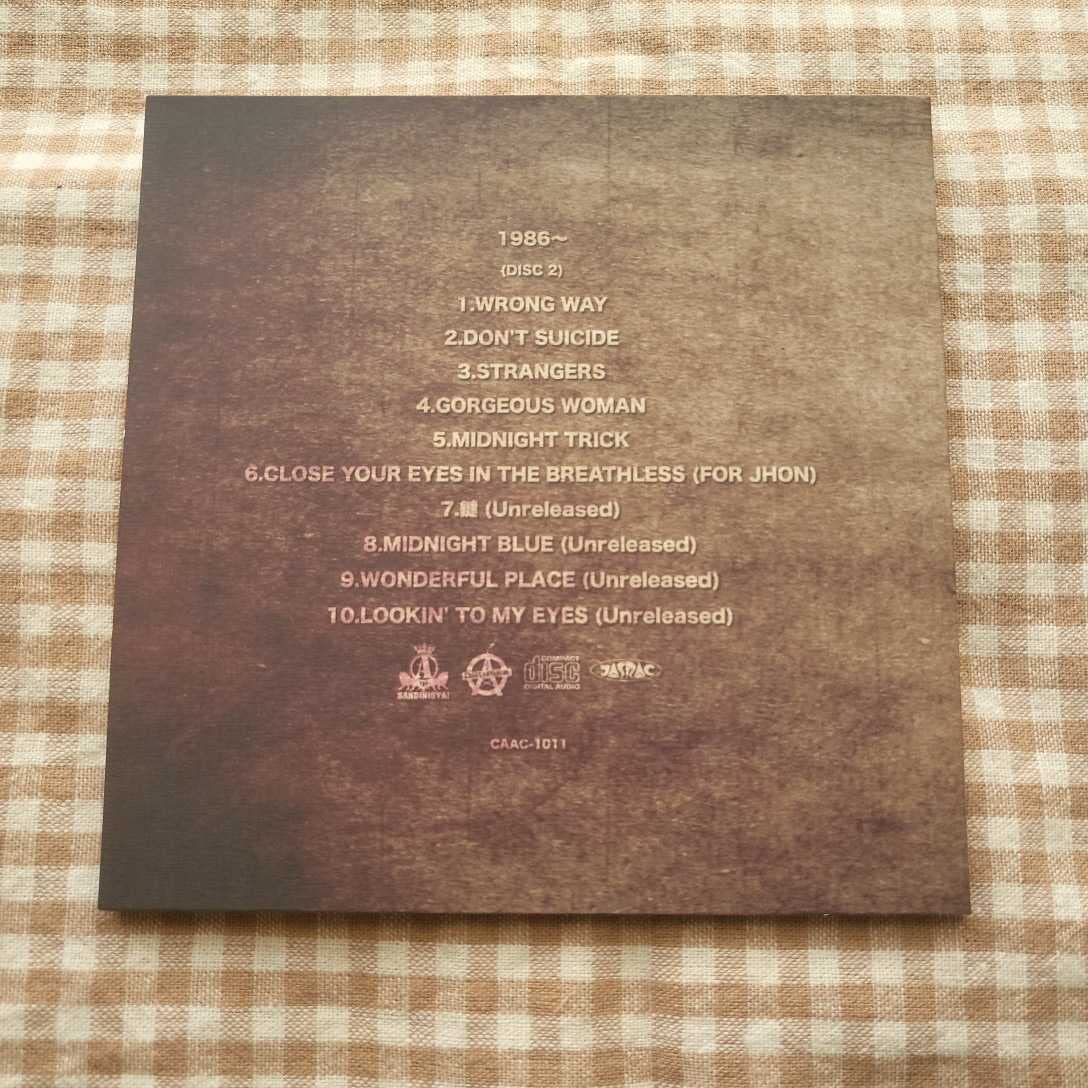 1986～
(DISC 2)
1.WRONG WAY
2.DON'T SUICIDE
3.STRANGERS
4.GORGEOUS WOMAN
5.MIDNIGHT TRICK
6.CLOSE YOUR EYES IN THE BREATHLESS (FOR JHON)
7.鍵 (Unreleased)
8.MIDNIGHT BLUE (Unreleased)
9.WONDERFUL PLACE (Unreleased)
10.LOOKIN' TO MY EYES (Unreleased)
SANDINISTA!
COMPACT
disc
DIGITAL AUDIO
JASRAC
CAAC-1011